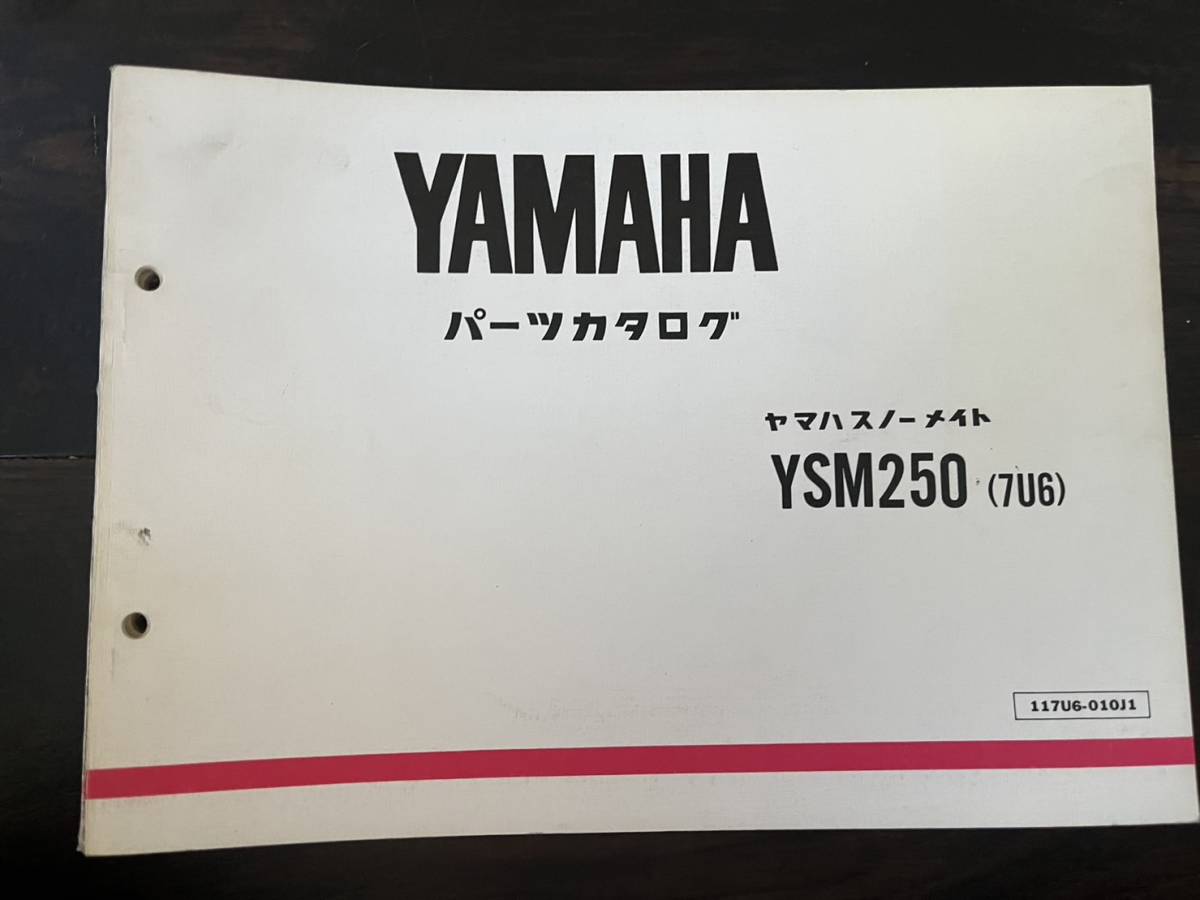 YAMAHA
パーツカタログ
ヤマハスノーメイト
YSM250 (7U6)
117U6-010J1